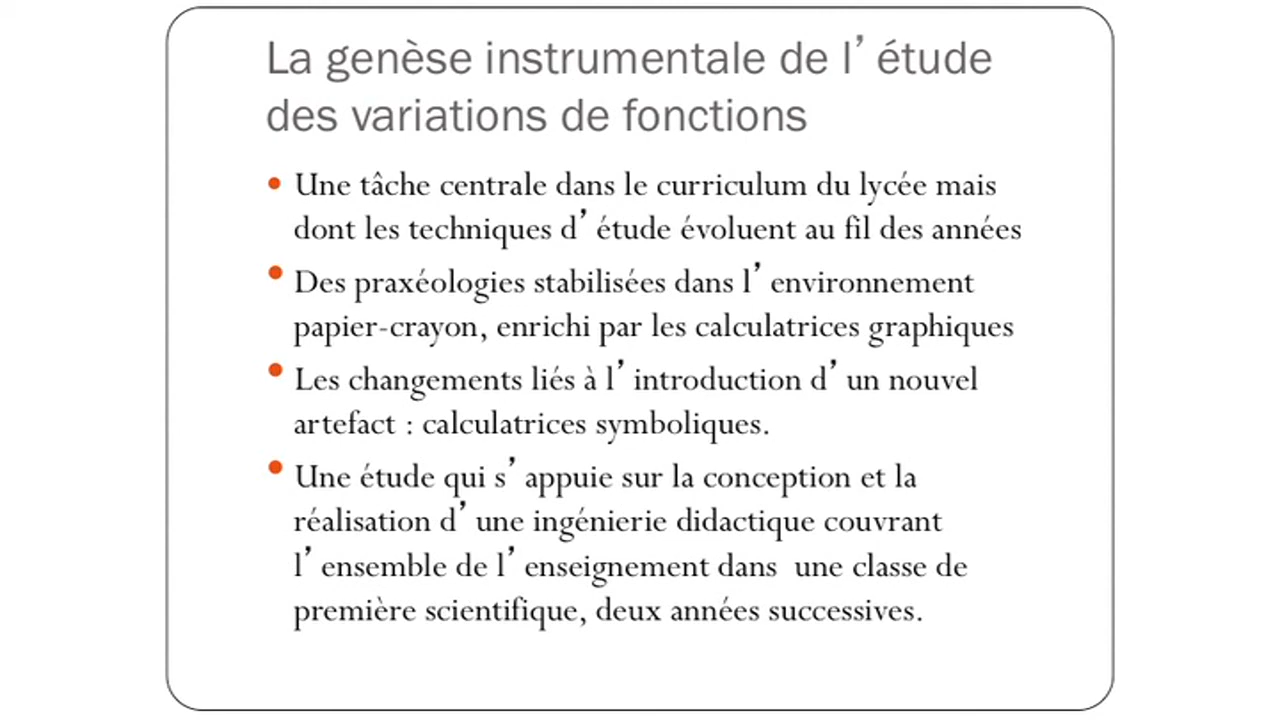 La genèse instrumentale de l’ étude
des variations de fonctions
• Une tâche centrale dans le curriculum du lycée mais
dont les techniques d’ étude évoluent au fil des années
• Des praxéologies stabilisées dans l’ environnement
papier-crayon, enrichi par les calculatrices graphiques
• Les changements liés à l’ introduction d’ un nouvel
artefact : calculatrices symboliques.
• Une étude qui s’ appuie sur la conception et la
réalisation d’ une ingénierie didactique couvrant
l’ ensemble de l’ enseignement dans  une classe de
première scientifique, deux années successives.